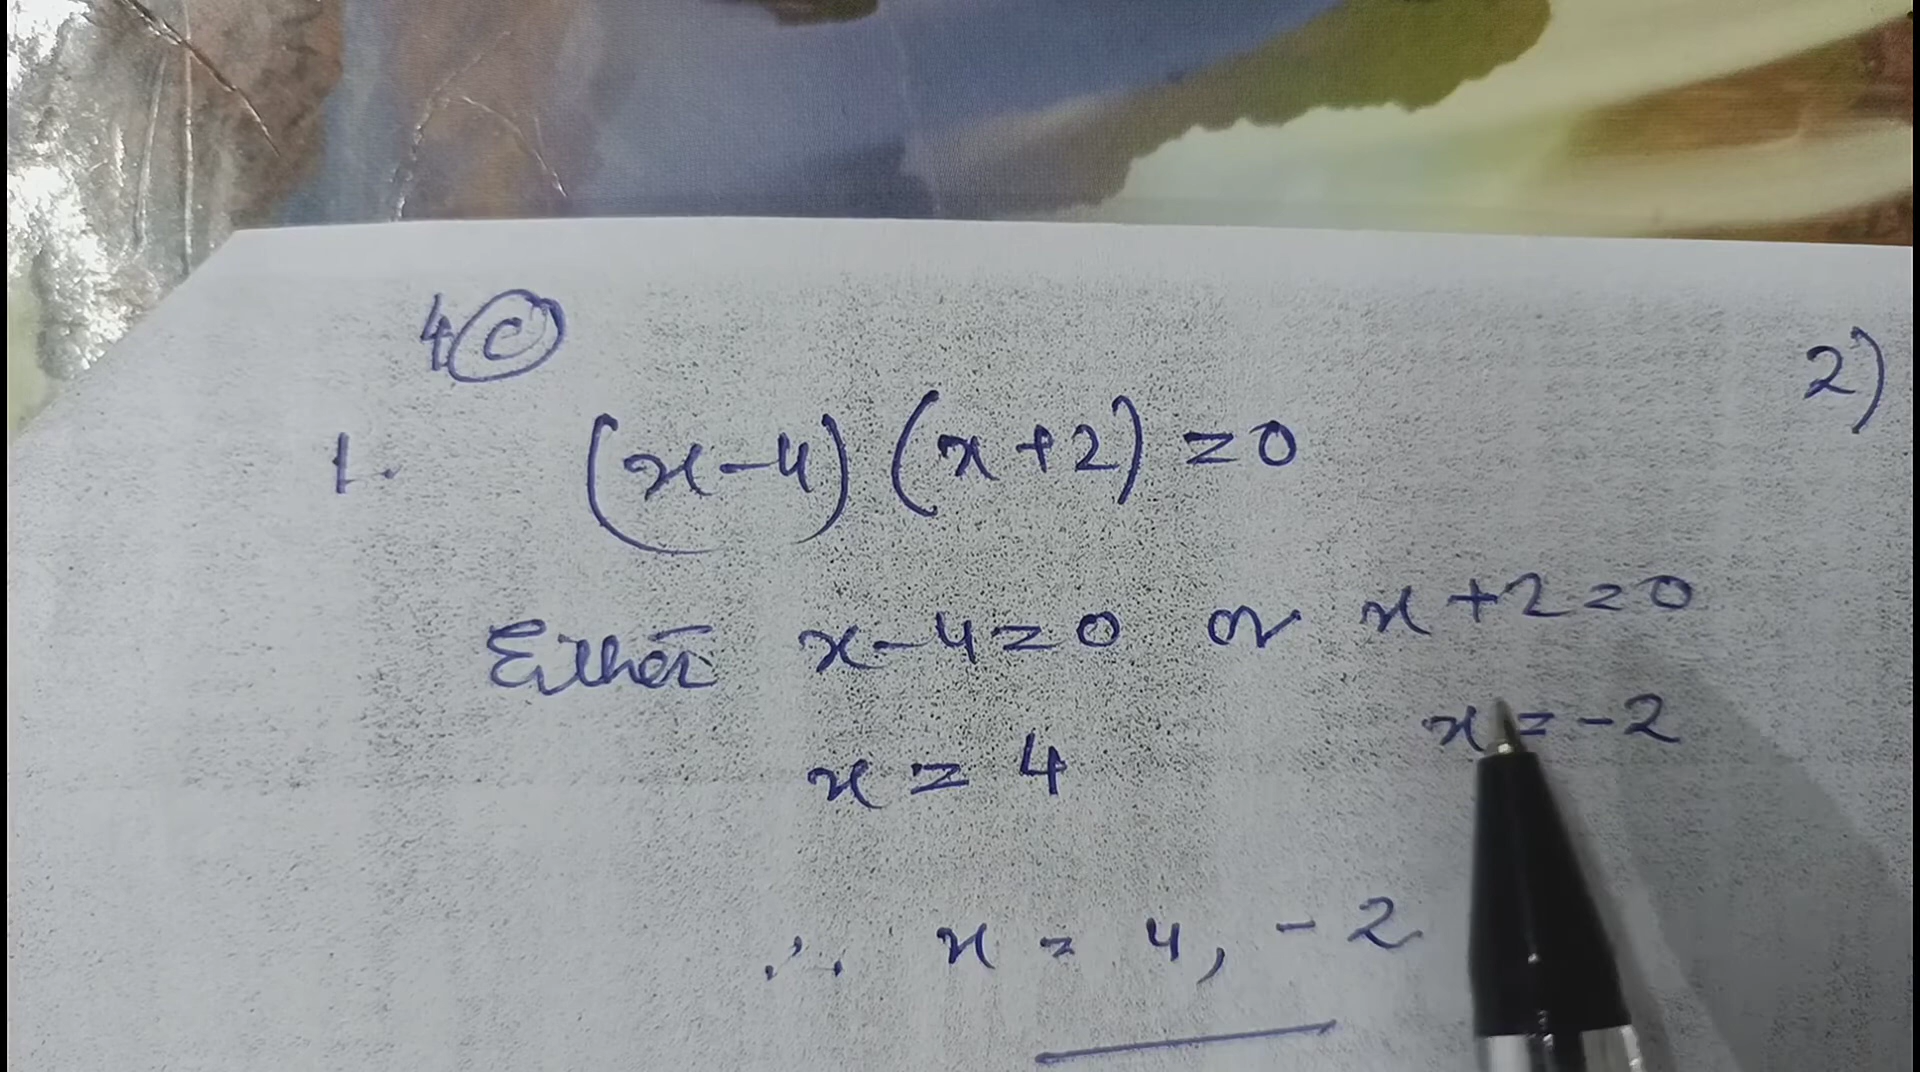 4 (C)
1. (x-4) (x+2) = 0
2)
Either x-4=0 or x+2=0
x = 4 x = -2
∴ x = 4, -2